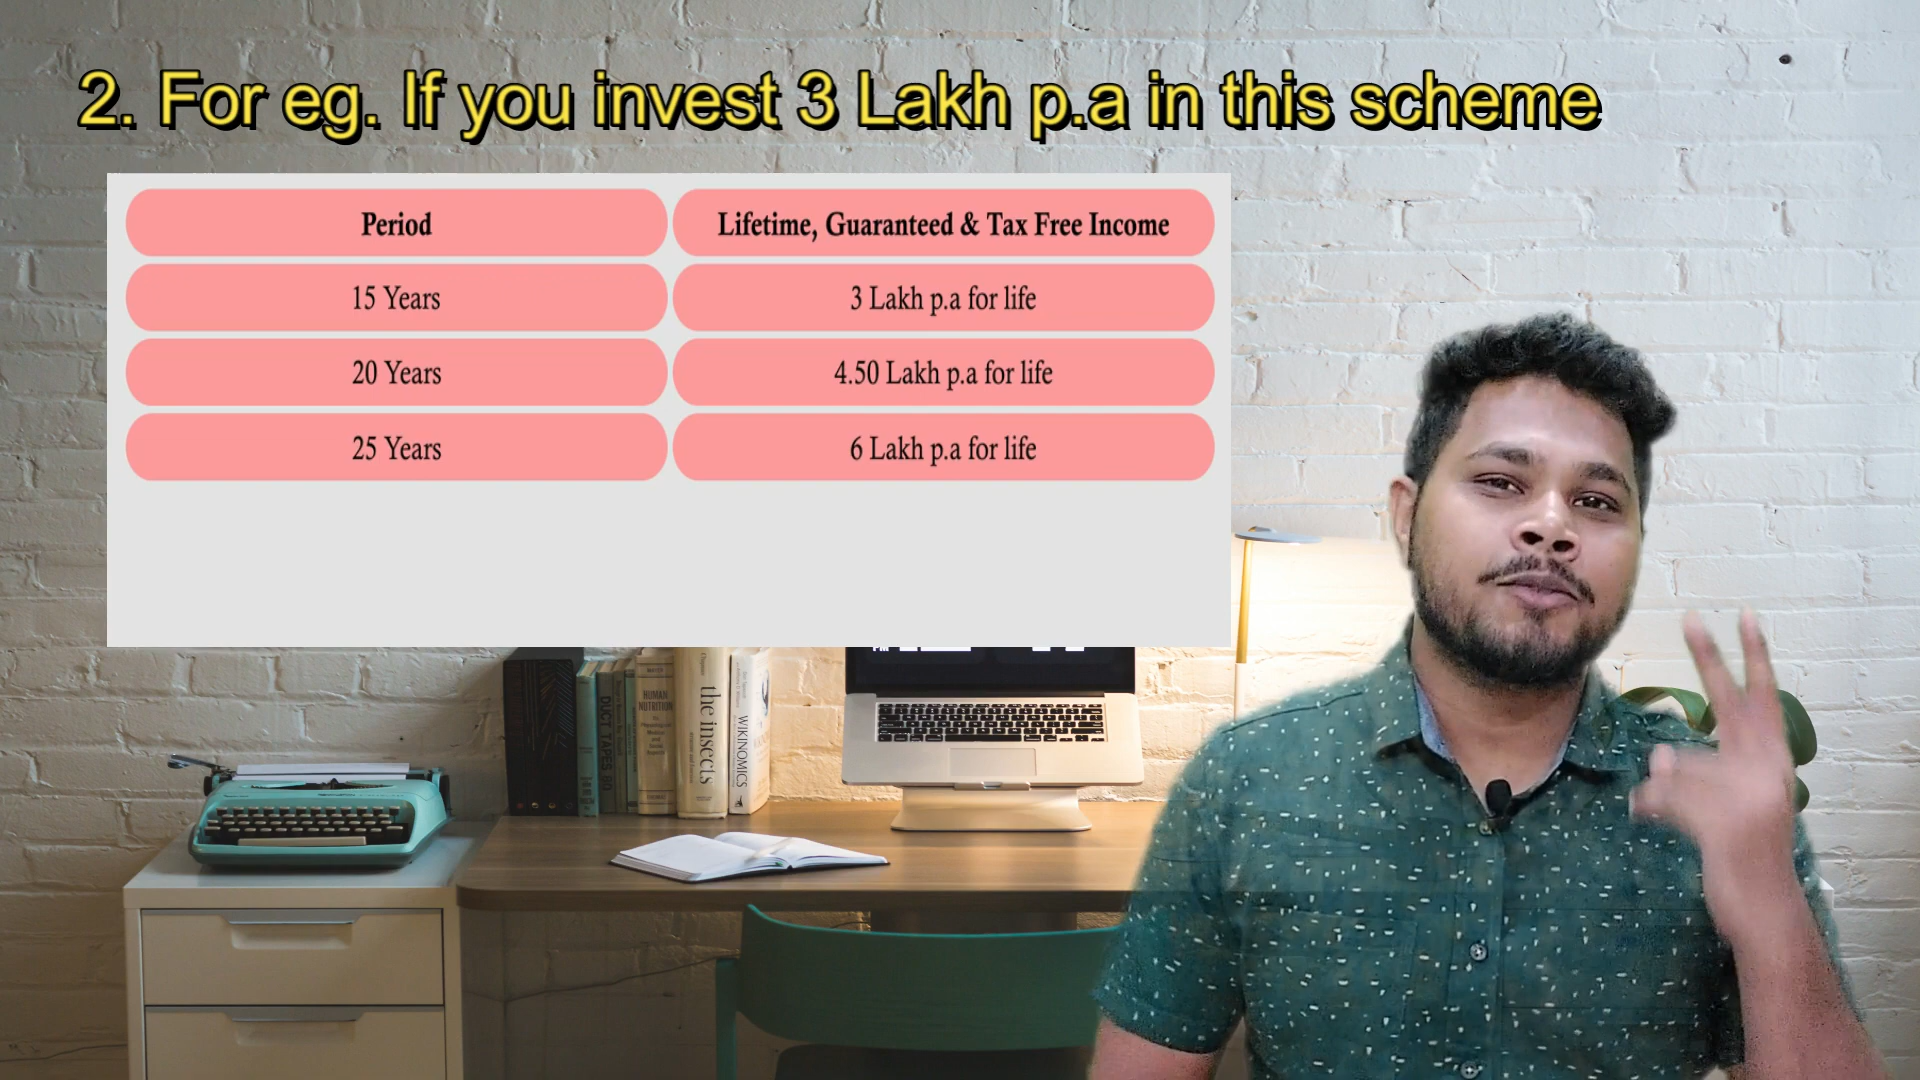 2. For eg. If you invest 3 Lakh p.a in this scheme
Period
Lifetime, Guaranteed & Tax Free Income
15 Years
3 Lakh p.a for life
20 Years
4.50 Lakh p.a for life
25 Years
6 Lakh p.a for life
DUCT TAPES
HUMAN
NUTRITION
the insects
WIKINOMICS